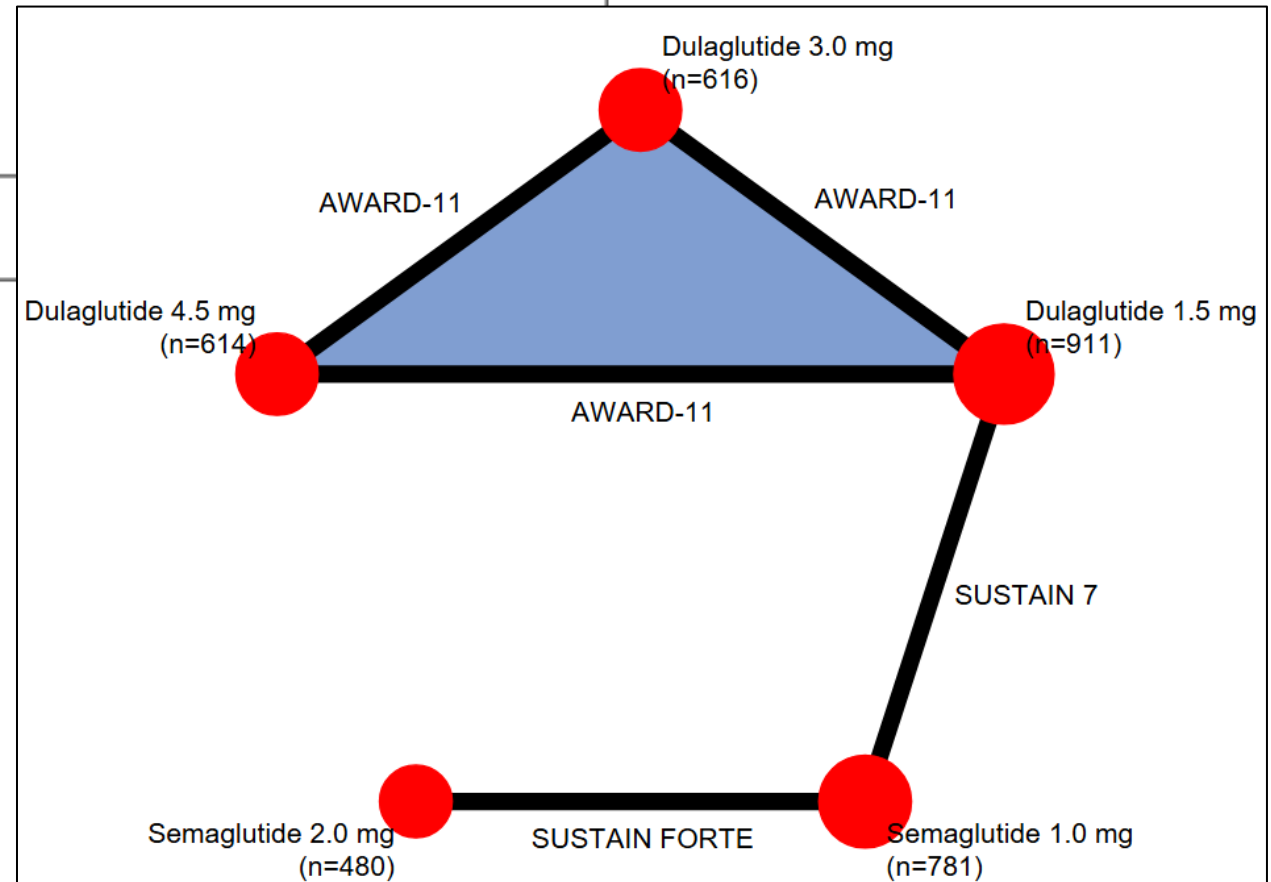 Dulaglutide 3.0 mg
(n=616)
AWARD-11
AWARD-11
Dulaglutide 4.5 mg
(n=614)
Dulaglutide 1.5 mg
(n=911)
AWARD-11
SUSTAIN 7
Semaglutide 2.0 mg
(n=480)
SUSTAIN FORTE
Semaglutide 1.0 mg
(n=781)